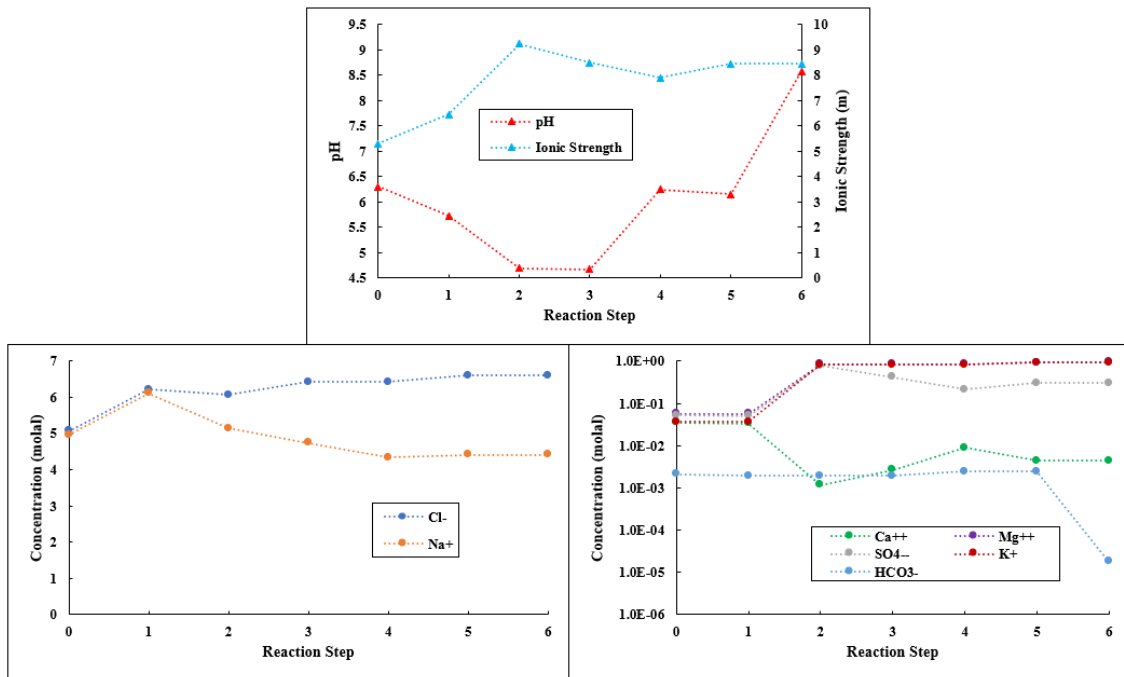 9.5
9
8.5
8
7.5
7
6.5
6
5.5
5
4.5
pH
10
9
8
7
6
5
4
3
2
1
0
Ionic Strength (m)
pH
Ionic Strength
0 1 2 3 4 5 6
Reaction Step
7
6
5
4
3
2
1
0
Concentration (molal)
Cl-
Na+
0 1 2 3 4 5 6
Reaction Step
1.0E+00
1.0E-01
1.0E-02
1.0E-03
1.0E-04
1.0E-05
1.0E-06
Concentration (molal)
Ca++ Mg++
SO4-- K+
HCO3-
0 1 2 3 4 5 6
Reaction Step